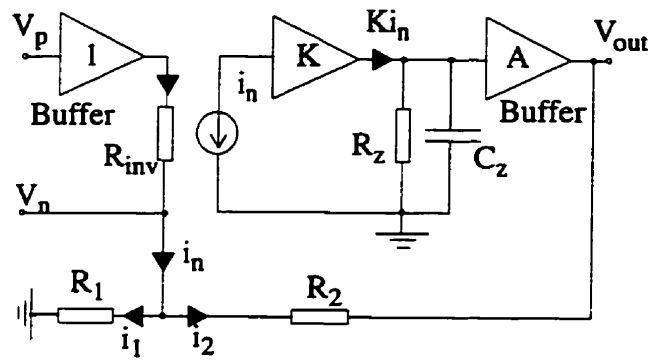 V_p
1
Buffer
R_inv
V_n
i_n
K
Ki_n
i_n
R_z
C_z
A
Buffer
V_out
R_1
i_1
i_2
R_2